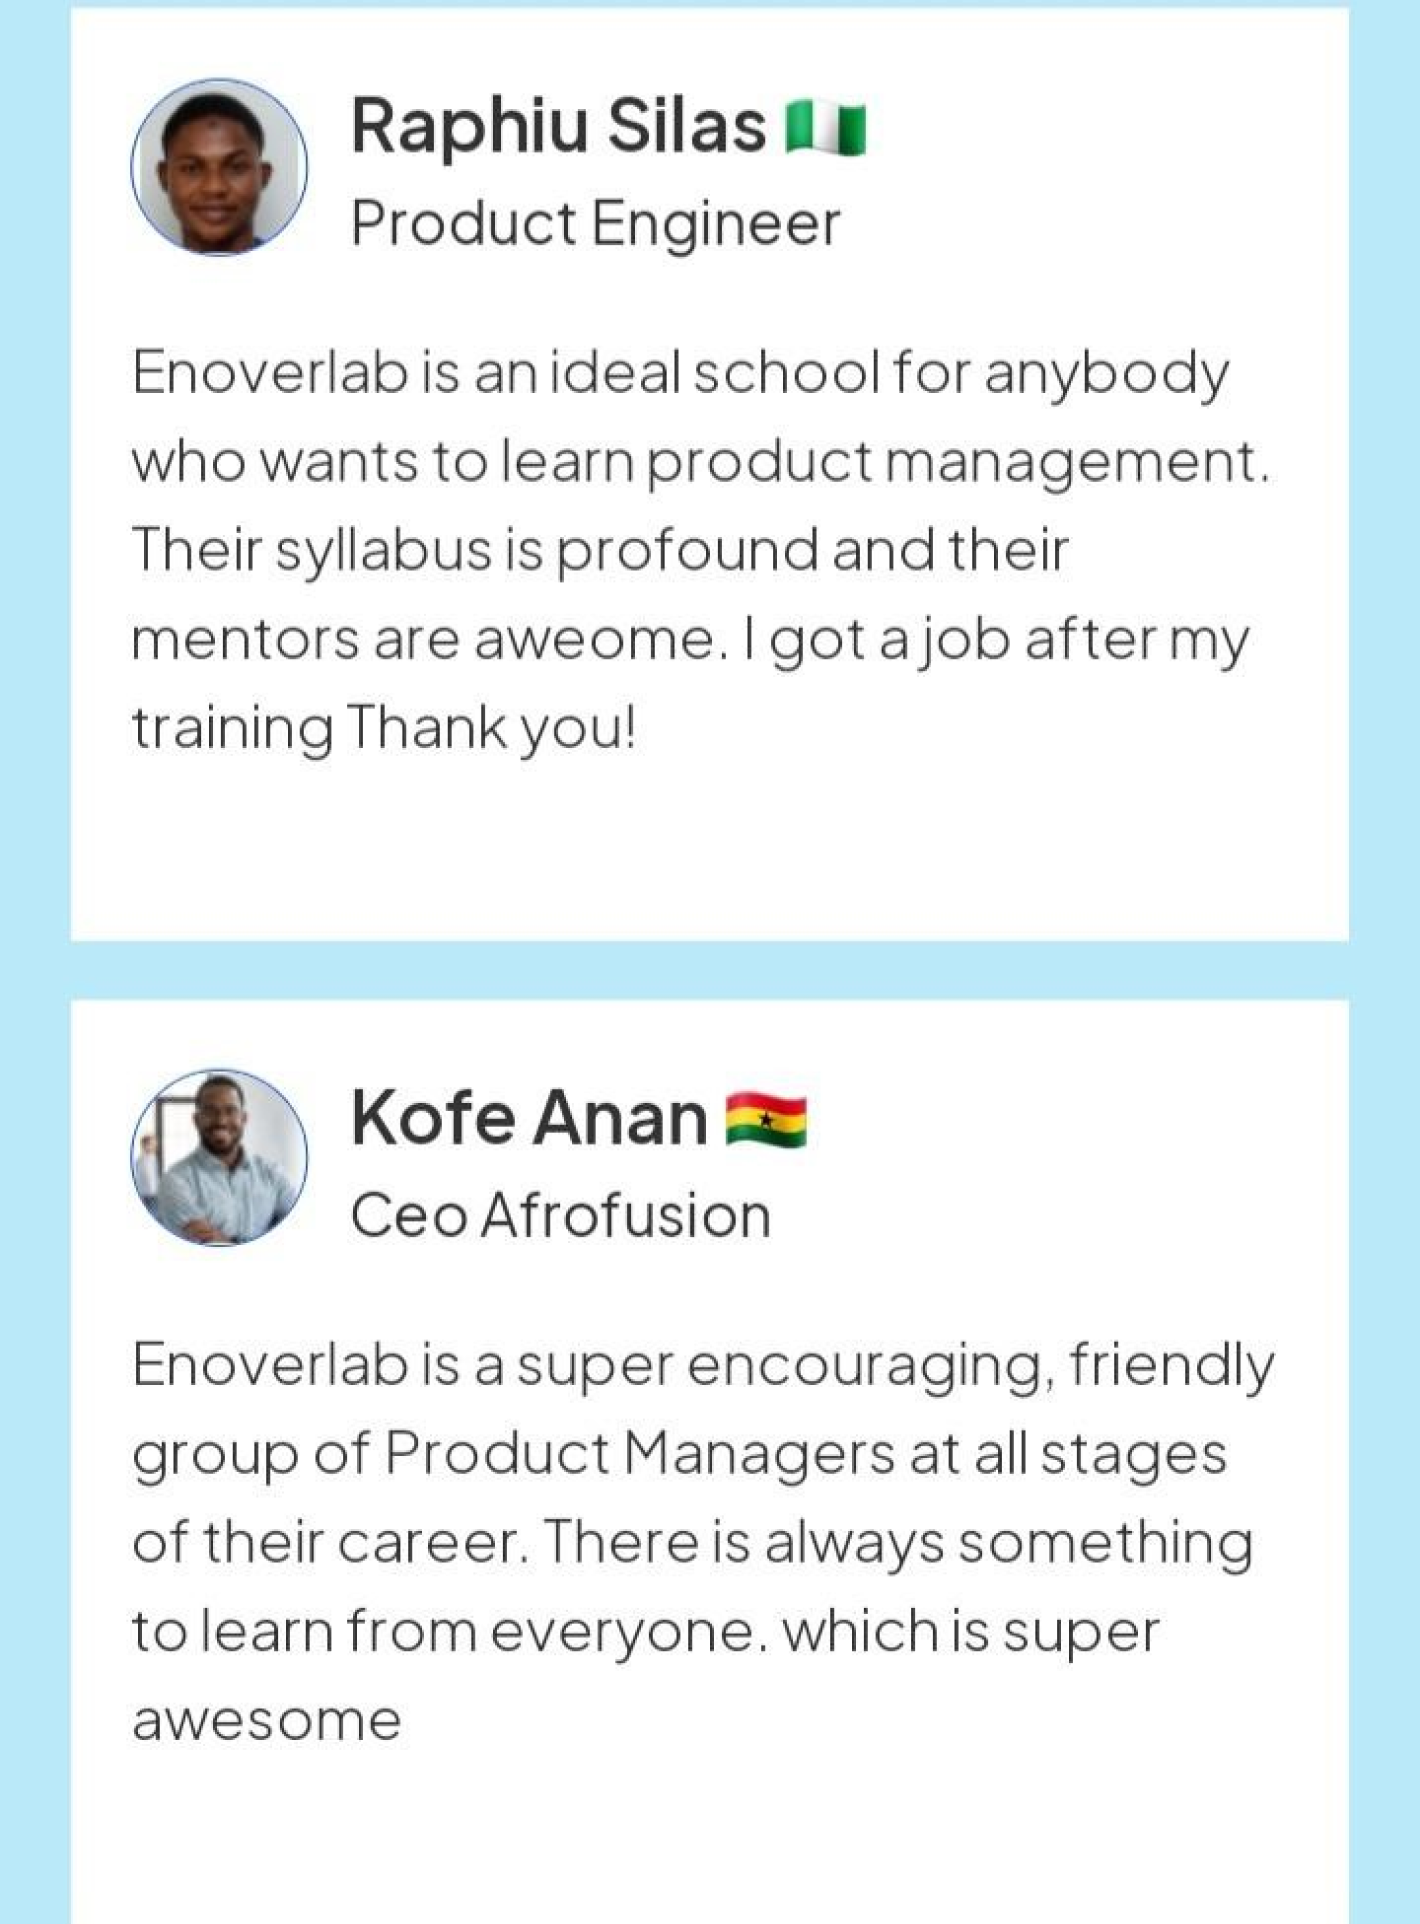 Raphiu Silas 🇳🇬
Product Engineer
Enoverlab is an ideal school for anybody
who wants to learn product management.
Their syllabus is profound and their
mentors are aweome. I got a job after my
training Thank you!
Kofe Anan 🇬🇭
Ceo Afrofusion
Enoverlab is a super encouraging, friendly
group of Product Managers at all stages
of their career. There is always something
to learn from everyone. which is super
awesome